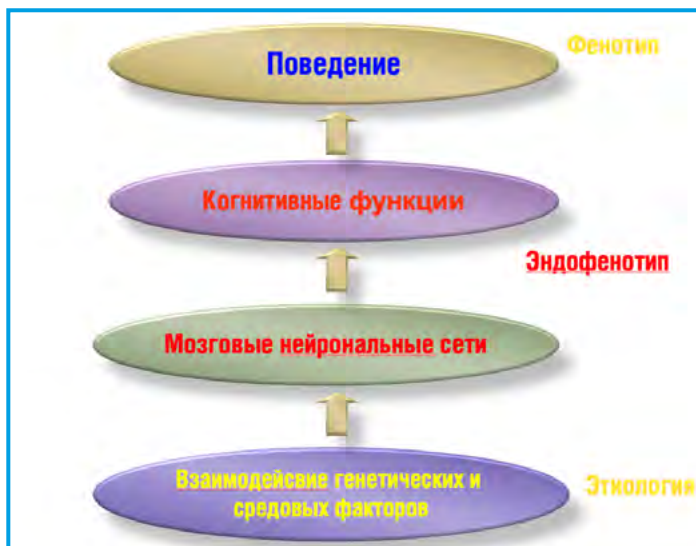 Поведение
Фенотип
Когнитивные функции
Эндофенотип
Мозговые нейрональные сети
Взаимодейсвие генетических и
средовых факторов
Этиология